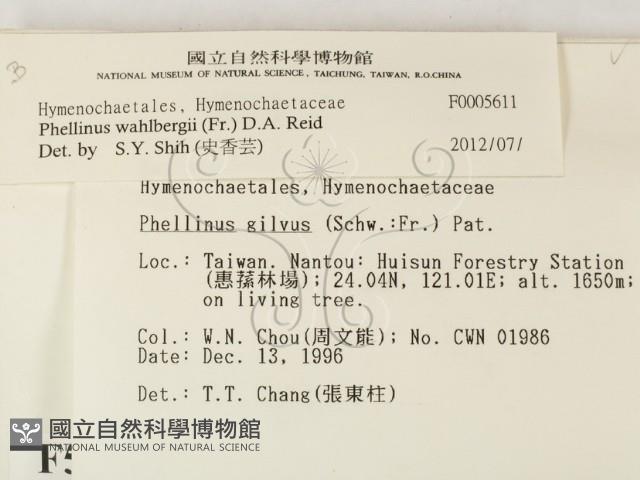 B
國立自然科學博物館
NATIONAL MUSEUM OF NATURAL SCIENCE, TAICHUNG, TAIWAN, R.O.CHINA
Hymenochaetales, Hymenochaetaceae F0005611
Phellinus wahlbergii (Fr.) D.A. Reid
Det. by S.Y. Shih (史香芸) 2012/07/
Hymenochaetales, Hymenochaetaceae
Phellinus gilvus (Schw.:Fr.) Pat.
Loc.: Taiwan. Nantou: Huisun Forestry Station
(惠蓀林場); 24.04N, 121.01E; alt. 1650m;
on living tree.
Col.: W.N. Chou(周文能); No. CWN 01986
Date: Dec. 13, 1996
Det.: T.T. Chang(張東柱)
國立自然科學博物館
NATIONAL MUSEUM OF NATURAL SCIENCE